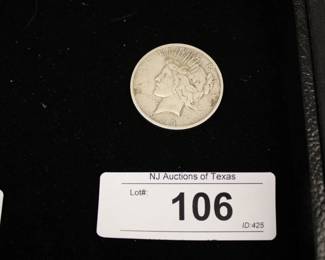 NJ Auctions of Texas
Lot#:
106
ID:425